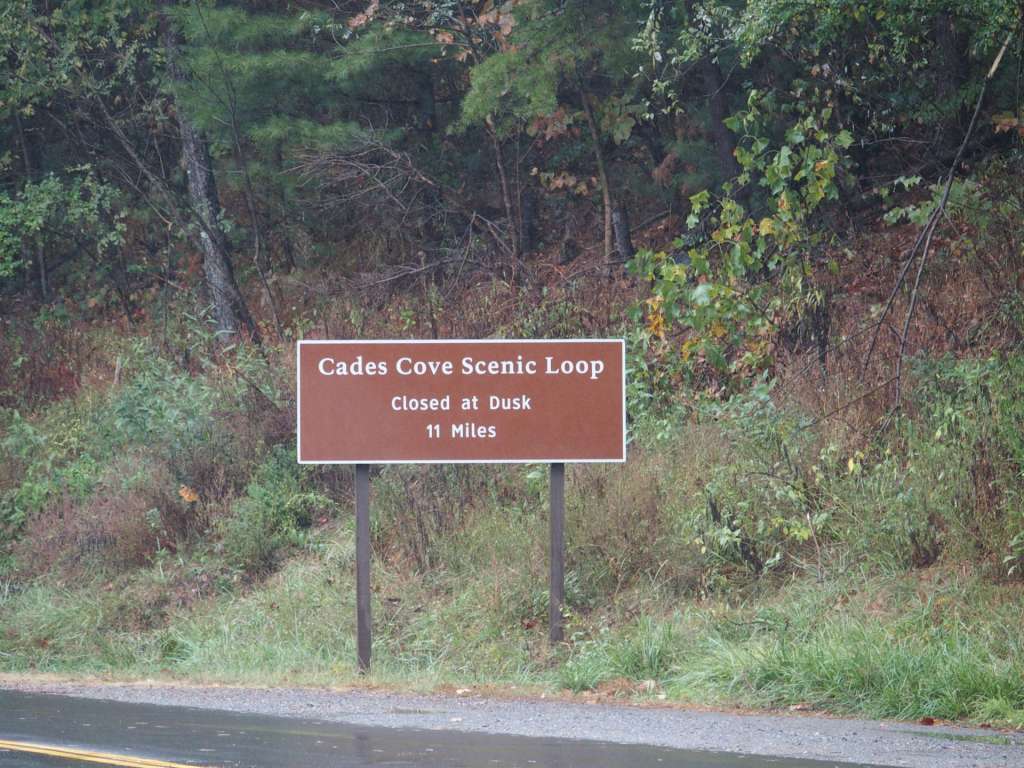 Cades Cove Scenic Loop
Closed at Dusk
11 Miles